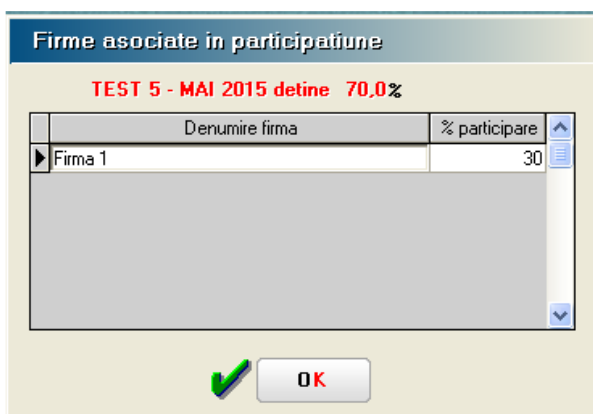 Firme asociate in participatiune
TEST 5 - MAI 2015 detine 70,0%
Denumire firma % participare
Firma 1 30
OK